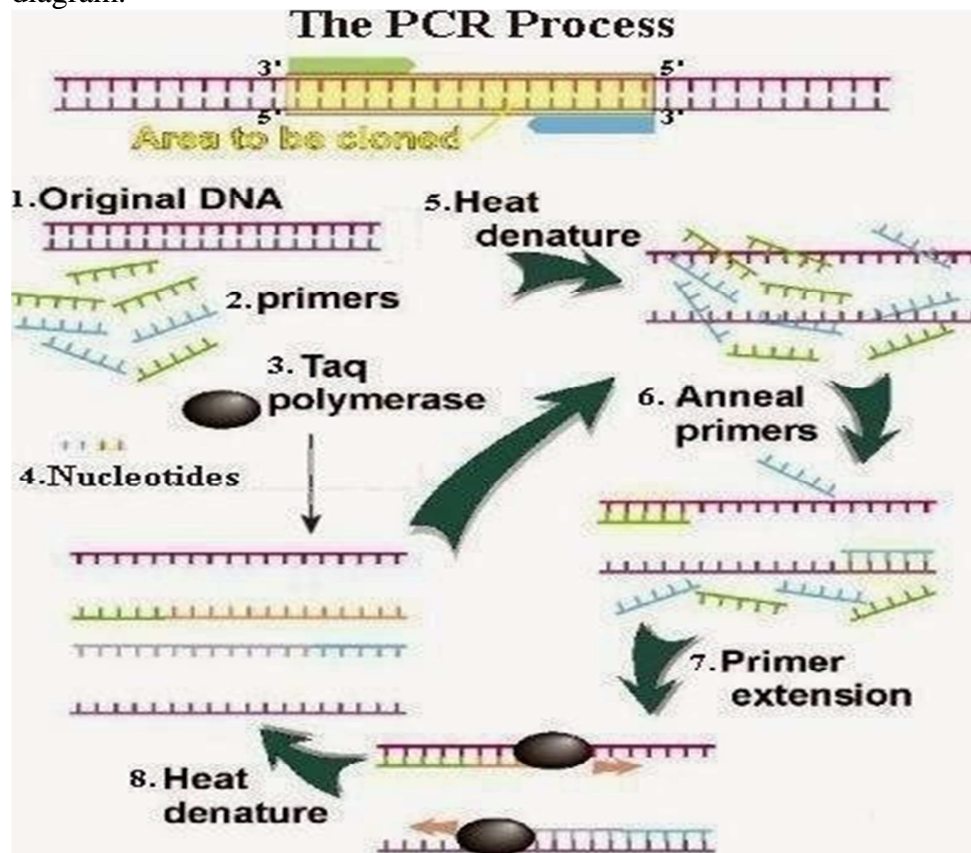 diagram.
The PCR Process
3' 5'
5' 3'
Area to be cloned
1.Original DNA
2.primers
3. Taq
polymerase
4.Nucleotides
5.Heat
denature
6. Anneal
primers
7.Primer
extension
8.Heat
denature